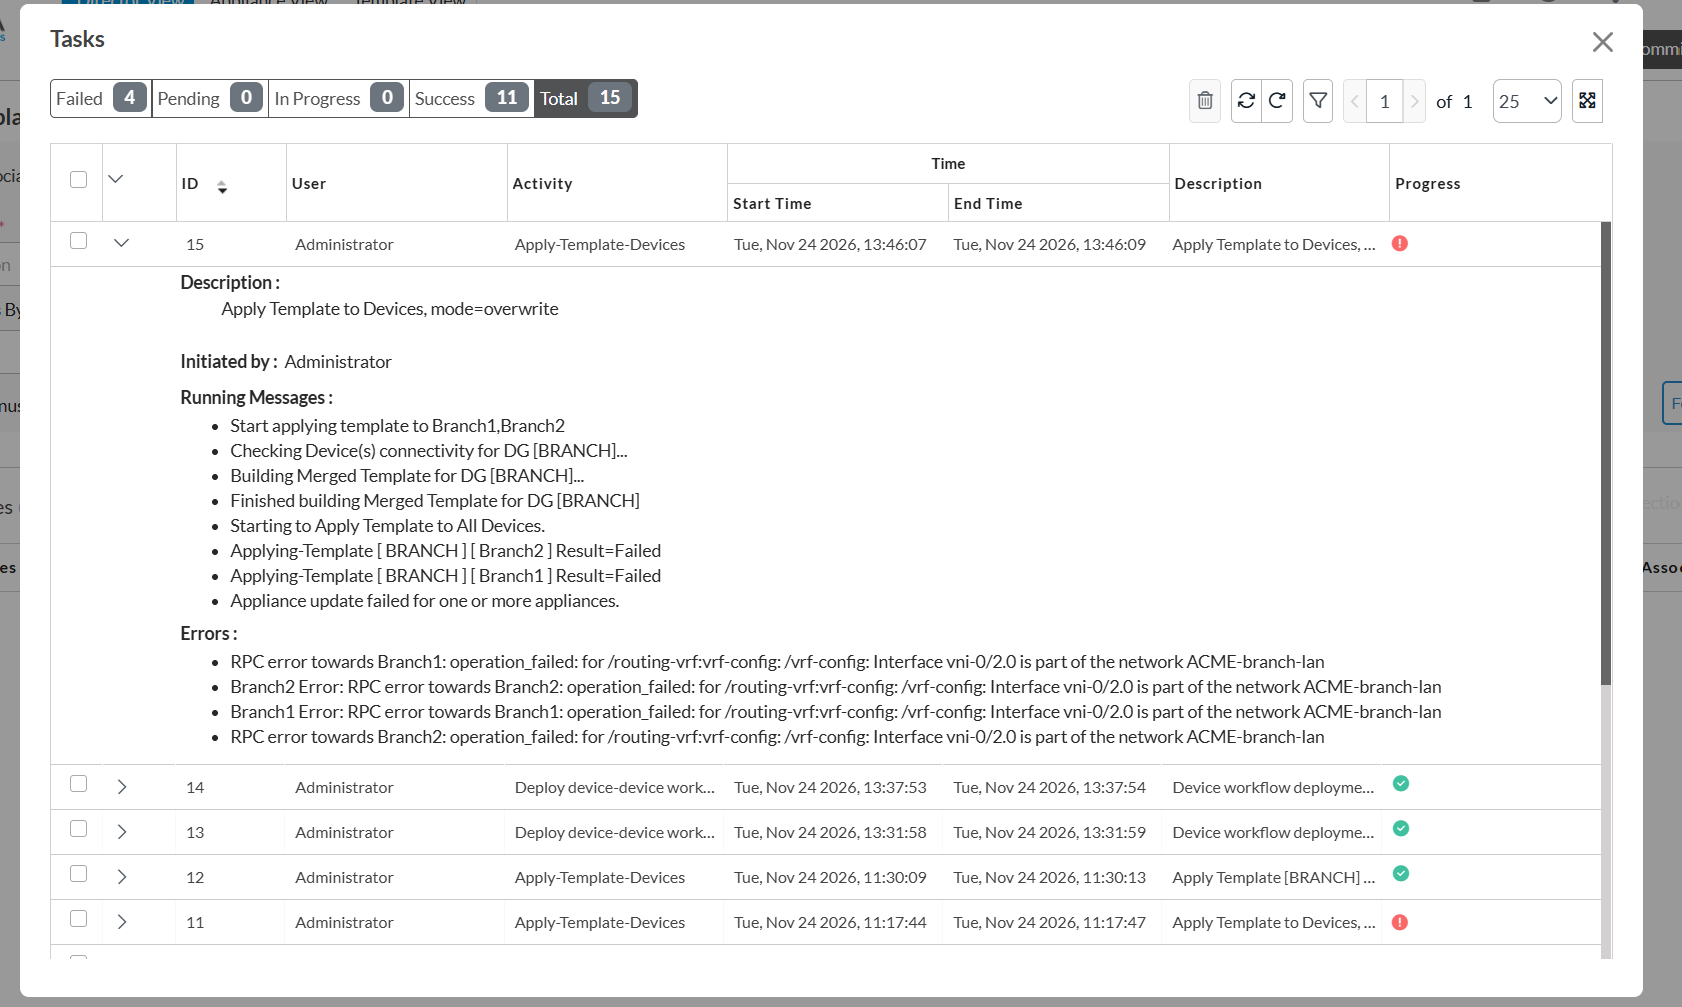 Director View Appliance View Template View
Tasks
Failed 4 Pending 0 In Progress 0 Success 11 Total 15
1 of 1 25
ID User Activity Time Description Progress
Start Time End Time
15 Administrator Apply-Template-Devices Tue, Nov 24 2026, 13:46:07 Tue, Nov 24 2026, 13:46:09 Apply Template to Devices, ...
Description :
Apply Template to Devices, mode=overwrite
Initiated by : Administrator
Running Messages :
• Start applying template to Branch1,Branch2
• Checking Device(s) connectivity for DG [BRANCH]...
• Building Merged Template for DG [BRANCH]...
• Finished building Merged Template for DG [BRANCH]
• Starting to Apply Template to All Devices.
• Applying-Template [ BRANCH ] [ Branch2 ] Result=Failed
• Applying-Template [ BRANCH ] [ Branch1 ] Result=Failed
• Appliance update failed for one or more appliances.
Errors :
• RPC error towards Branch1: operation_failed: for /routing-vrf:vrf-config: /vrf-config: Interface vni-0/2.0 is part of the network ACME-branch-lan
• Branch2 Error: RPC error towards Branch2: operation_failed: for /routing-vrf:vrf-config: /vrf-config: Interface vni-0/2.0 is part of the network ACME-branch-lan
• Branch1 Error: RPC error towards Branch1: operation_failed: for /routing-vrf:vrf-config: /vrf-config: Interface vni-0/2.0 is part of the network ACME-branch-lan
• RPC error towards Branch2: operation_failed: for /routing-vrf:vrf-config: /vrf-config: Interface vni-0/2.0 is part of the network ACME-branch-lan
14 Administrator Deploy device-device work... Tue, Nov 24 2026, 13:37:53 Tue, Nov 24 2026, 13:37:54 Device workflow deployme...
13 Administrator Deploy device-device work... Tue, Nov 24 2026, 13:31:58 Tue, Nov 24 2026, 13:31:59 Device workflow deployme...
12 Administrator Apply-Template-Devices Tue, Nov 24 2026, 11:30:09 Tue, Nov 24 2026, 11:30:13 Apply Template [BRANCH] ...
11 Administrator Apply-Template-Devices Tue, Nov 24 2026, 11:17:44 Tue, Nov 24 2026, 11:17:47 Apply Template to Devices, ...